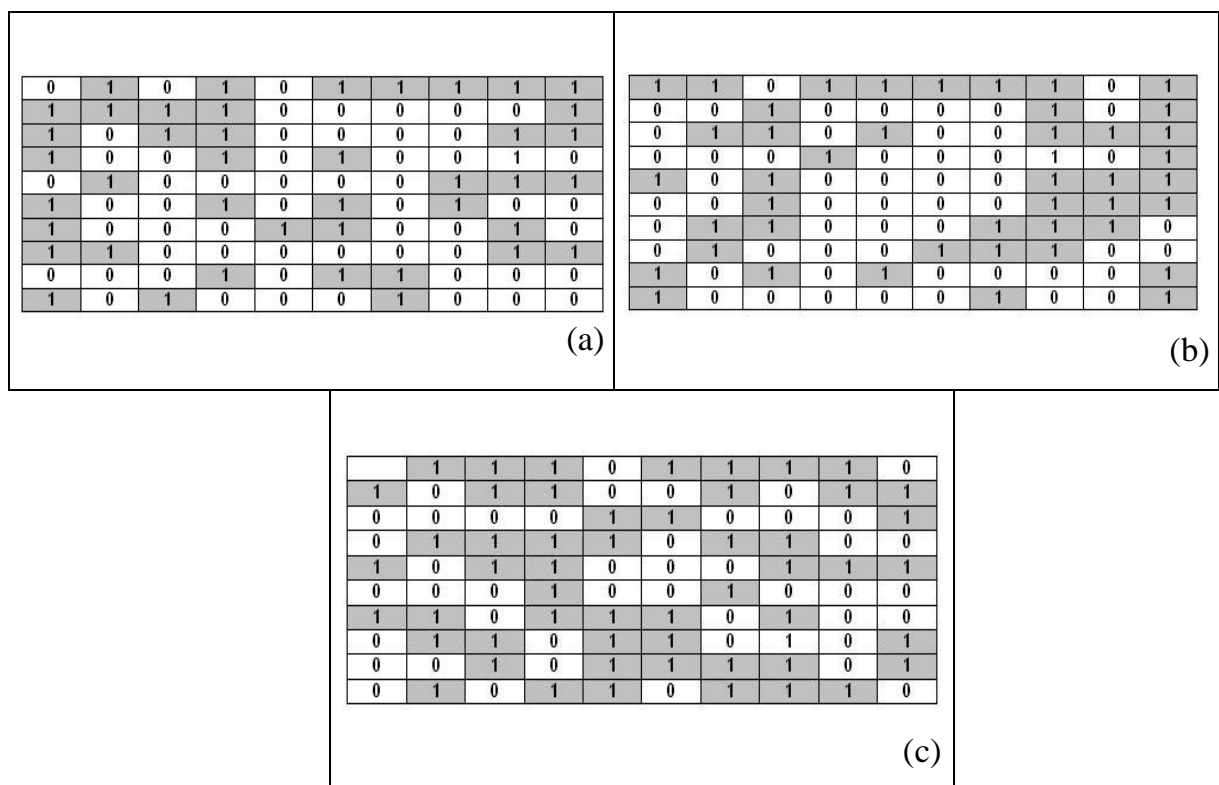 0 1 0 1 0 1 1 1 1 1
1 1 1 1 0 0 0 0 0 1
1 0 1 1 0 0 0 0 1 1
1 0 0 1 0 1 0 0 1 0
0 1 0 0 0 0 0 1 1 1
1 0 0 1 0 1 0 1 0 0
1 0 0 0 1 1 0 0 1 0
1 1 0 0 0 0 0 0 1 1
0 0 0 1 0 1 1 0 0 0
1 0 1 0 0 0 1 0 0 0
(a)
1 1 0 1 1 1 1 1 0 1
0 0 1 0 0 0 0 1 0 1
0 1 1 0 1 0 0 1 1 1
0 0 0 1 0 0 0 1 0 1
1 0 1 0 0 0 0 1 1 1
0 0 1 0 0 0 0 1 1 1
0 1 1 0 0 0 1 1 1 0
0 1 0 0 0 1 1 1 0 0
1 0 1 0 1 0 0 0 0 1
1 0 0 0 0 0 1 0 0 1
(b)
1 1 1 0 1 1 1 1 0
1 0 1 1 0 0 1 0 1 1
0 0 0 0 1 1 0 0 0 1
0 1 1 1 1 0 1 1 0 0
1 0 1 1 0 0 0 1 1 1
0 0 0 1 0 0 1 0 0 0
1 1 0 1 1 1 0 1 0 0
0 1 1 0 1 1 0 1 0 1
0 0 1 0 1 1 1 1 0 1
0 1 0 1 1 0 1 1 1 0
(c)